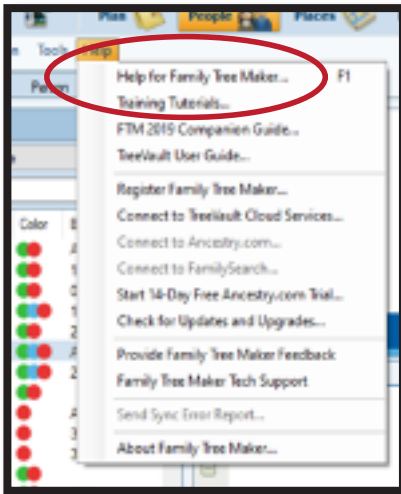 Plan People Places
Tools Help
Person
Help for Family Tree Maker... F1
Training Tutorials...
FTM 2019 Companion Guide...
TreeVault User Guide...
Register Family Tree Maker...
Connect to TreeVault Cloud Services...
Color
Connect to Ancestry.com...
Connect to FamilySearch...
Start 14-Day Free Ancestry.com Trial...
Check for Updates and Upgrades...
Provide Family Tree Maker Feedback
Family Tree Maker Tech Support
Send Sync Error Report...
About Family Tree Maker...